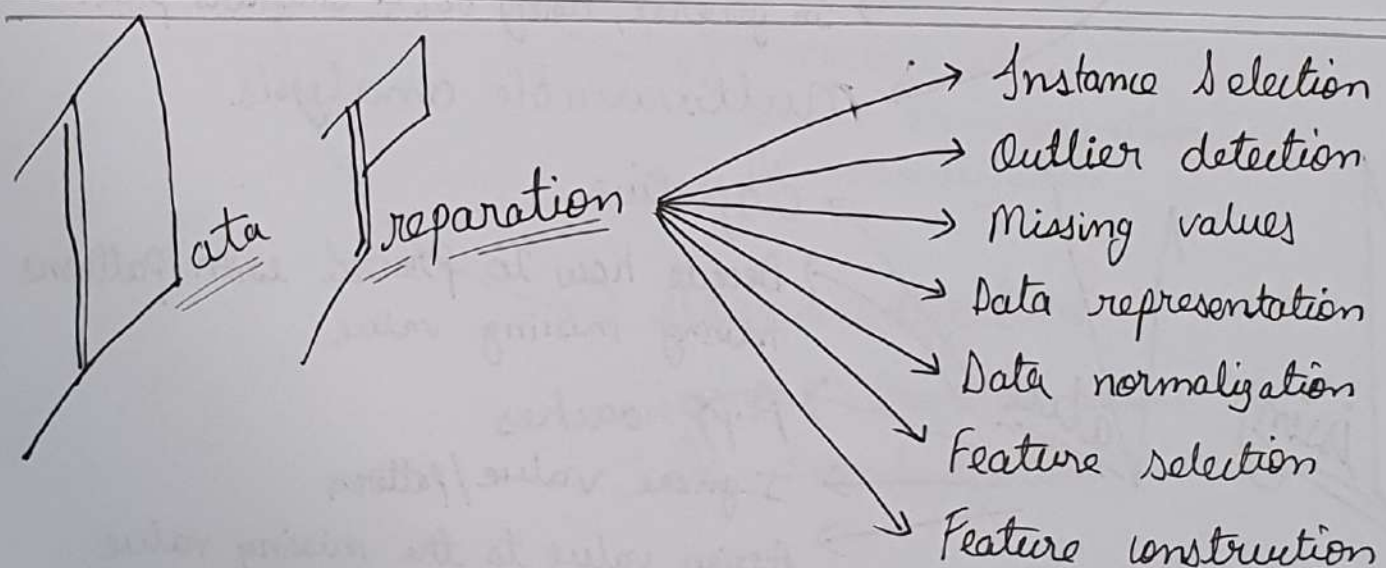 Data Preparation
Instance Selection
Outlier detection
Missing values
Data representation
Data normalization
Feature selection
Feature construction